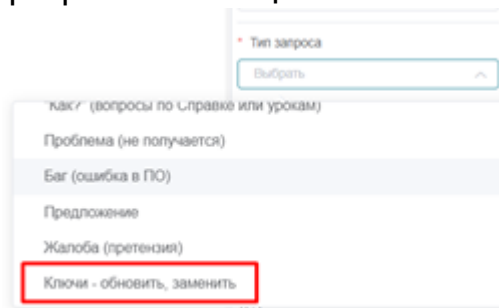 * Тип запроса
Выбрать
"Как?" (вопросы по Справке или урокам)
Проблема (не получается)
Баг (ошибка в ПО)
Предложение
Жалоба (претензия)
Ключи - обновить, заменить